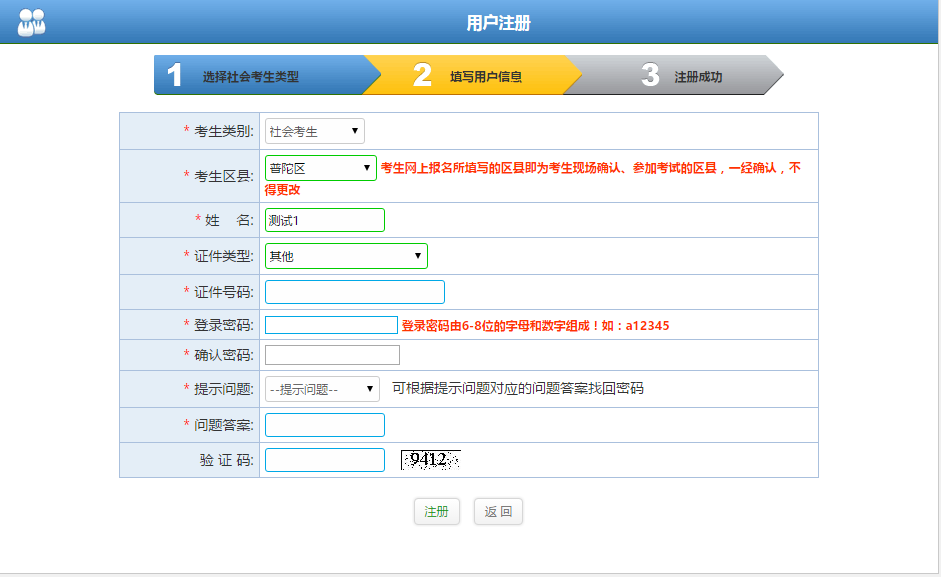 用户注册
1 选择社会考生类型 2 填写用户信息 3 注册成功
* 考生类别: 社会考生
* 考生区县: 普陀区 考生网上报名所填写的区县即为考生现场确认、参加考试的区县，一经确认，不
得更改
* 姓 名: 测试1
* 证件类型: 其他
* 证件号码:
* 登录密码: 登录密码由6-8位的字母和数字组成！如：a12345
* 确认密码:
* 提示问题: --提示问题-- 可根据提示问题对应的问题答案找回密码
* 问题答案:
验 证 码: 9412
注册 返 回